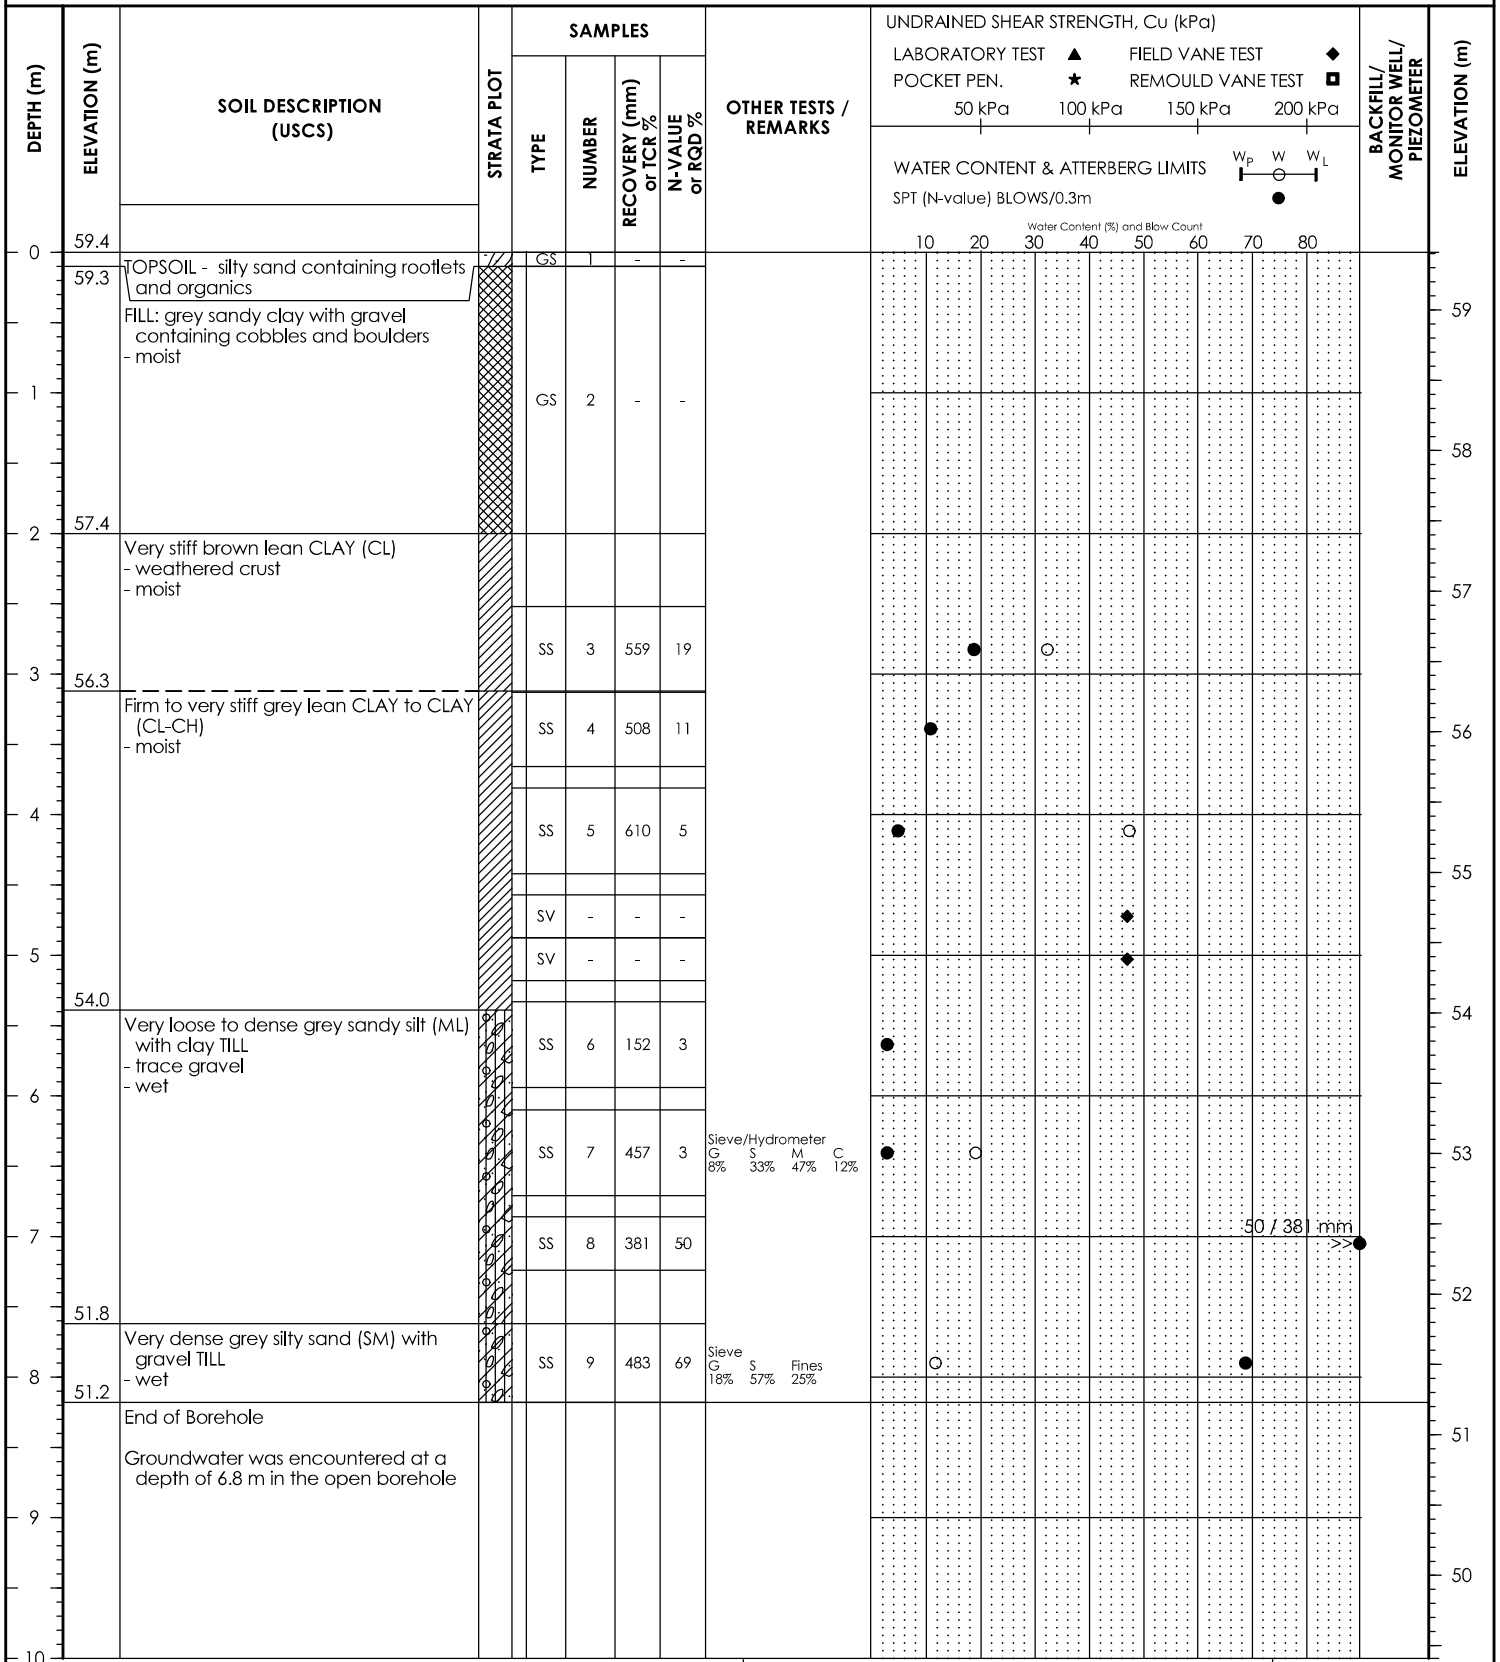 DEPTH (m)
ELEVATION (m)
SOIL DESCRIPTION
(USCS)
STRATA PLOT
SAMPLES
TYPE
NUMBER
RECOVERY (mm)
or TCR %
N-VALUE
or RQD %
OTHER TESTS /
REMARKS
UNDRAINED SHEAR STRENGTH, Cu (kPa)
LABORATORY TEST ▲ FIELD VANE TEST ◆
POCKET PEN. ★ REMOULD VANE TEST □
50 kPa 100 kPa 150 kPa 200 kPa
WATER CONTENT & ATTERBERG LIMITS
WP W WL
SPT (N-value) BLOWS/0.3m ●
Water Content (%) and Blow Count
10 20 30 40 50 60 70 80
BACKFILL/
MONITOR WELL/
PIEZOMETER
ELEVATION (m)
0
59.4
TOPSOIL - silty sand containing rootlets
and organics
GS 1 - -
59.3
FILL: grey sandy clay with gravel
containing cobbles and boulders
- moist
59
1
GS 2 - -
58
57.4
2
Very stiff brown lean CLAY (CL)
- weathered crust
- moist
57
SS 3 559 19
3
56.3
Firm to very stiff grey lean CLAY to CLAY
(CL-CH)
- moist
SS 4 508 11
56
4
SS 5 610 5
55
SV - - -
5
SV - - -
54.0
Very loose to dense grey sandy silt (ML)
with clay TILL
- trace gravel
- wet
54
SS 6 152 3
6
SS 7 457 3
Sieve/Hydrometer
G S M C
8% 33% 47% 12%
53
7
SS 8 381 50
50 / 381 mm
>>
52
51.8
Very dense grey silty sand (SM) with
gravel TILL
- wet
SS 9 483 69
Sieve
G S Fines
18% 57% 25%
8
51.2
End of Borehole
51
Groundwater was encountered at a
depth of 6.8 m in the open borehole
9
50
10